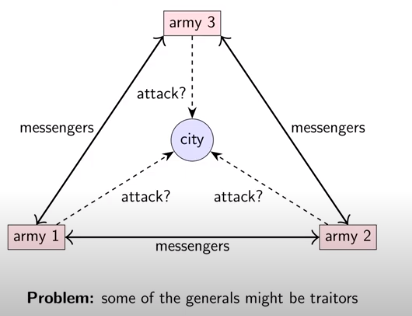 army 3
attack?
messengers
messengers
city
attack?
attack?
army 1
army 2
messengers
Problem: some of the generals might be traitors